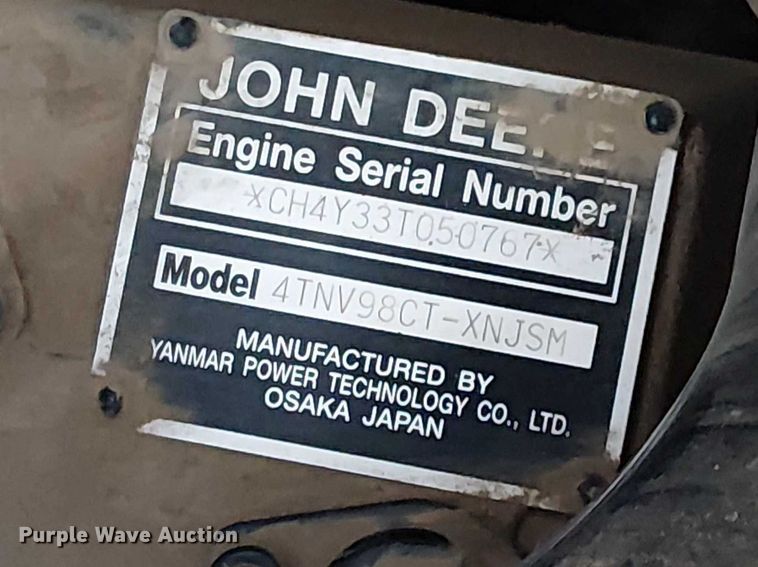 JOHN DEERE
Engine Serial Number
*CH4Y33T050767*
Model 4TNV98CT-XNJSM
MANUFACTURED BY
YANMAR POWER TECHNOLOGY CO., LTD.
OSAKA JAPAN
Purple Wave Auction